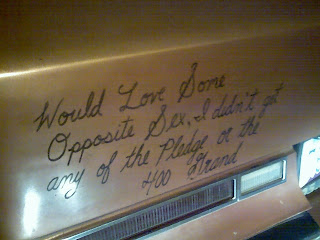 Would Love Some
Opposite Sex, I didn't get
any of the Pledge or the
400 Strand